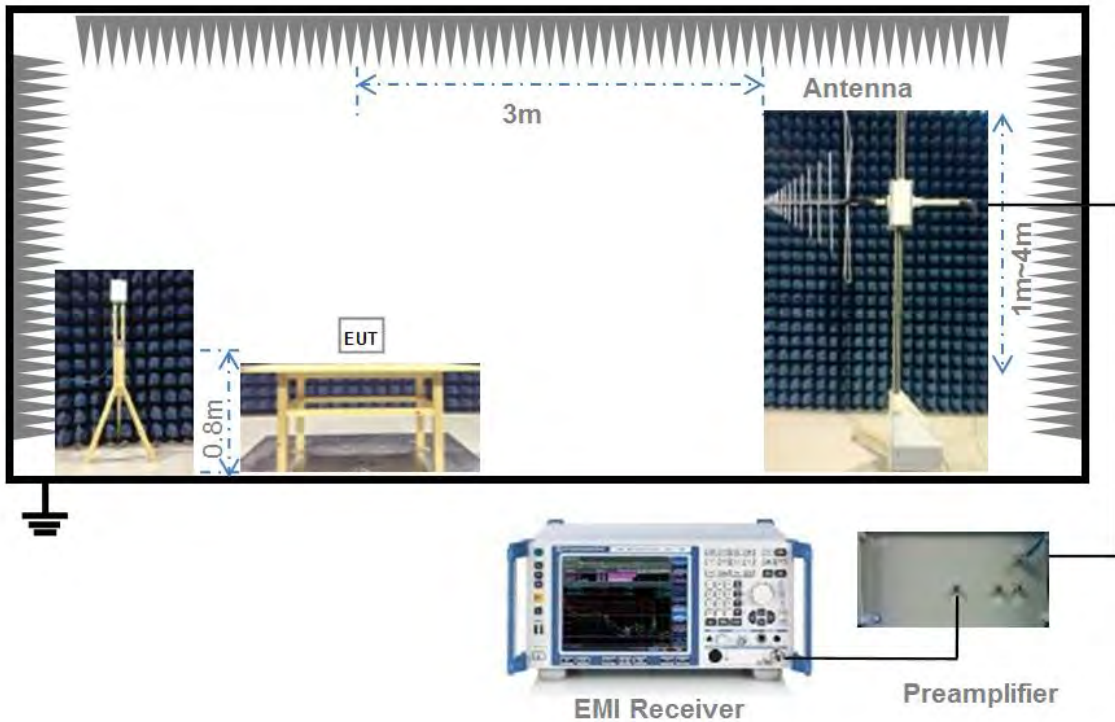 Antenna
3m
1m~4m
EUT
0.8m
EMI Receiver
Preamplifier